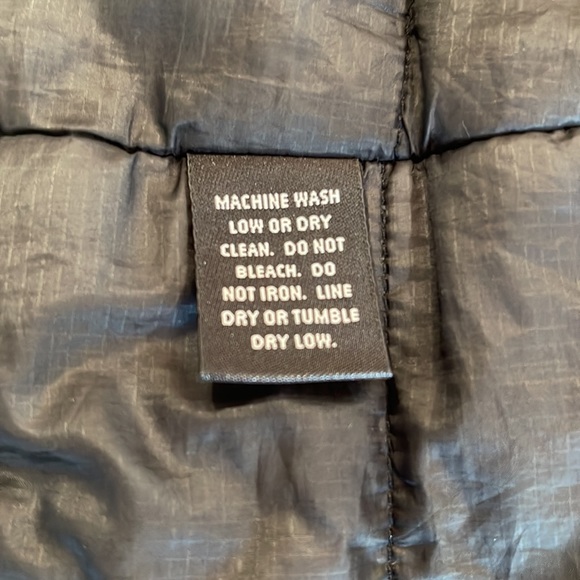 MACHINE WASH
LOW OR DRY
CLEAN. DO NOT
BLEACH. DO
NOT IRON. LINE
DRY OR TUMBLE
DRY LOW.